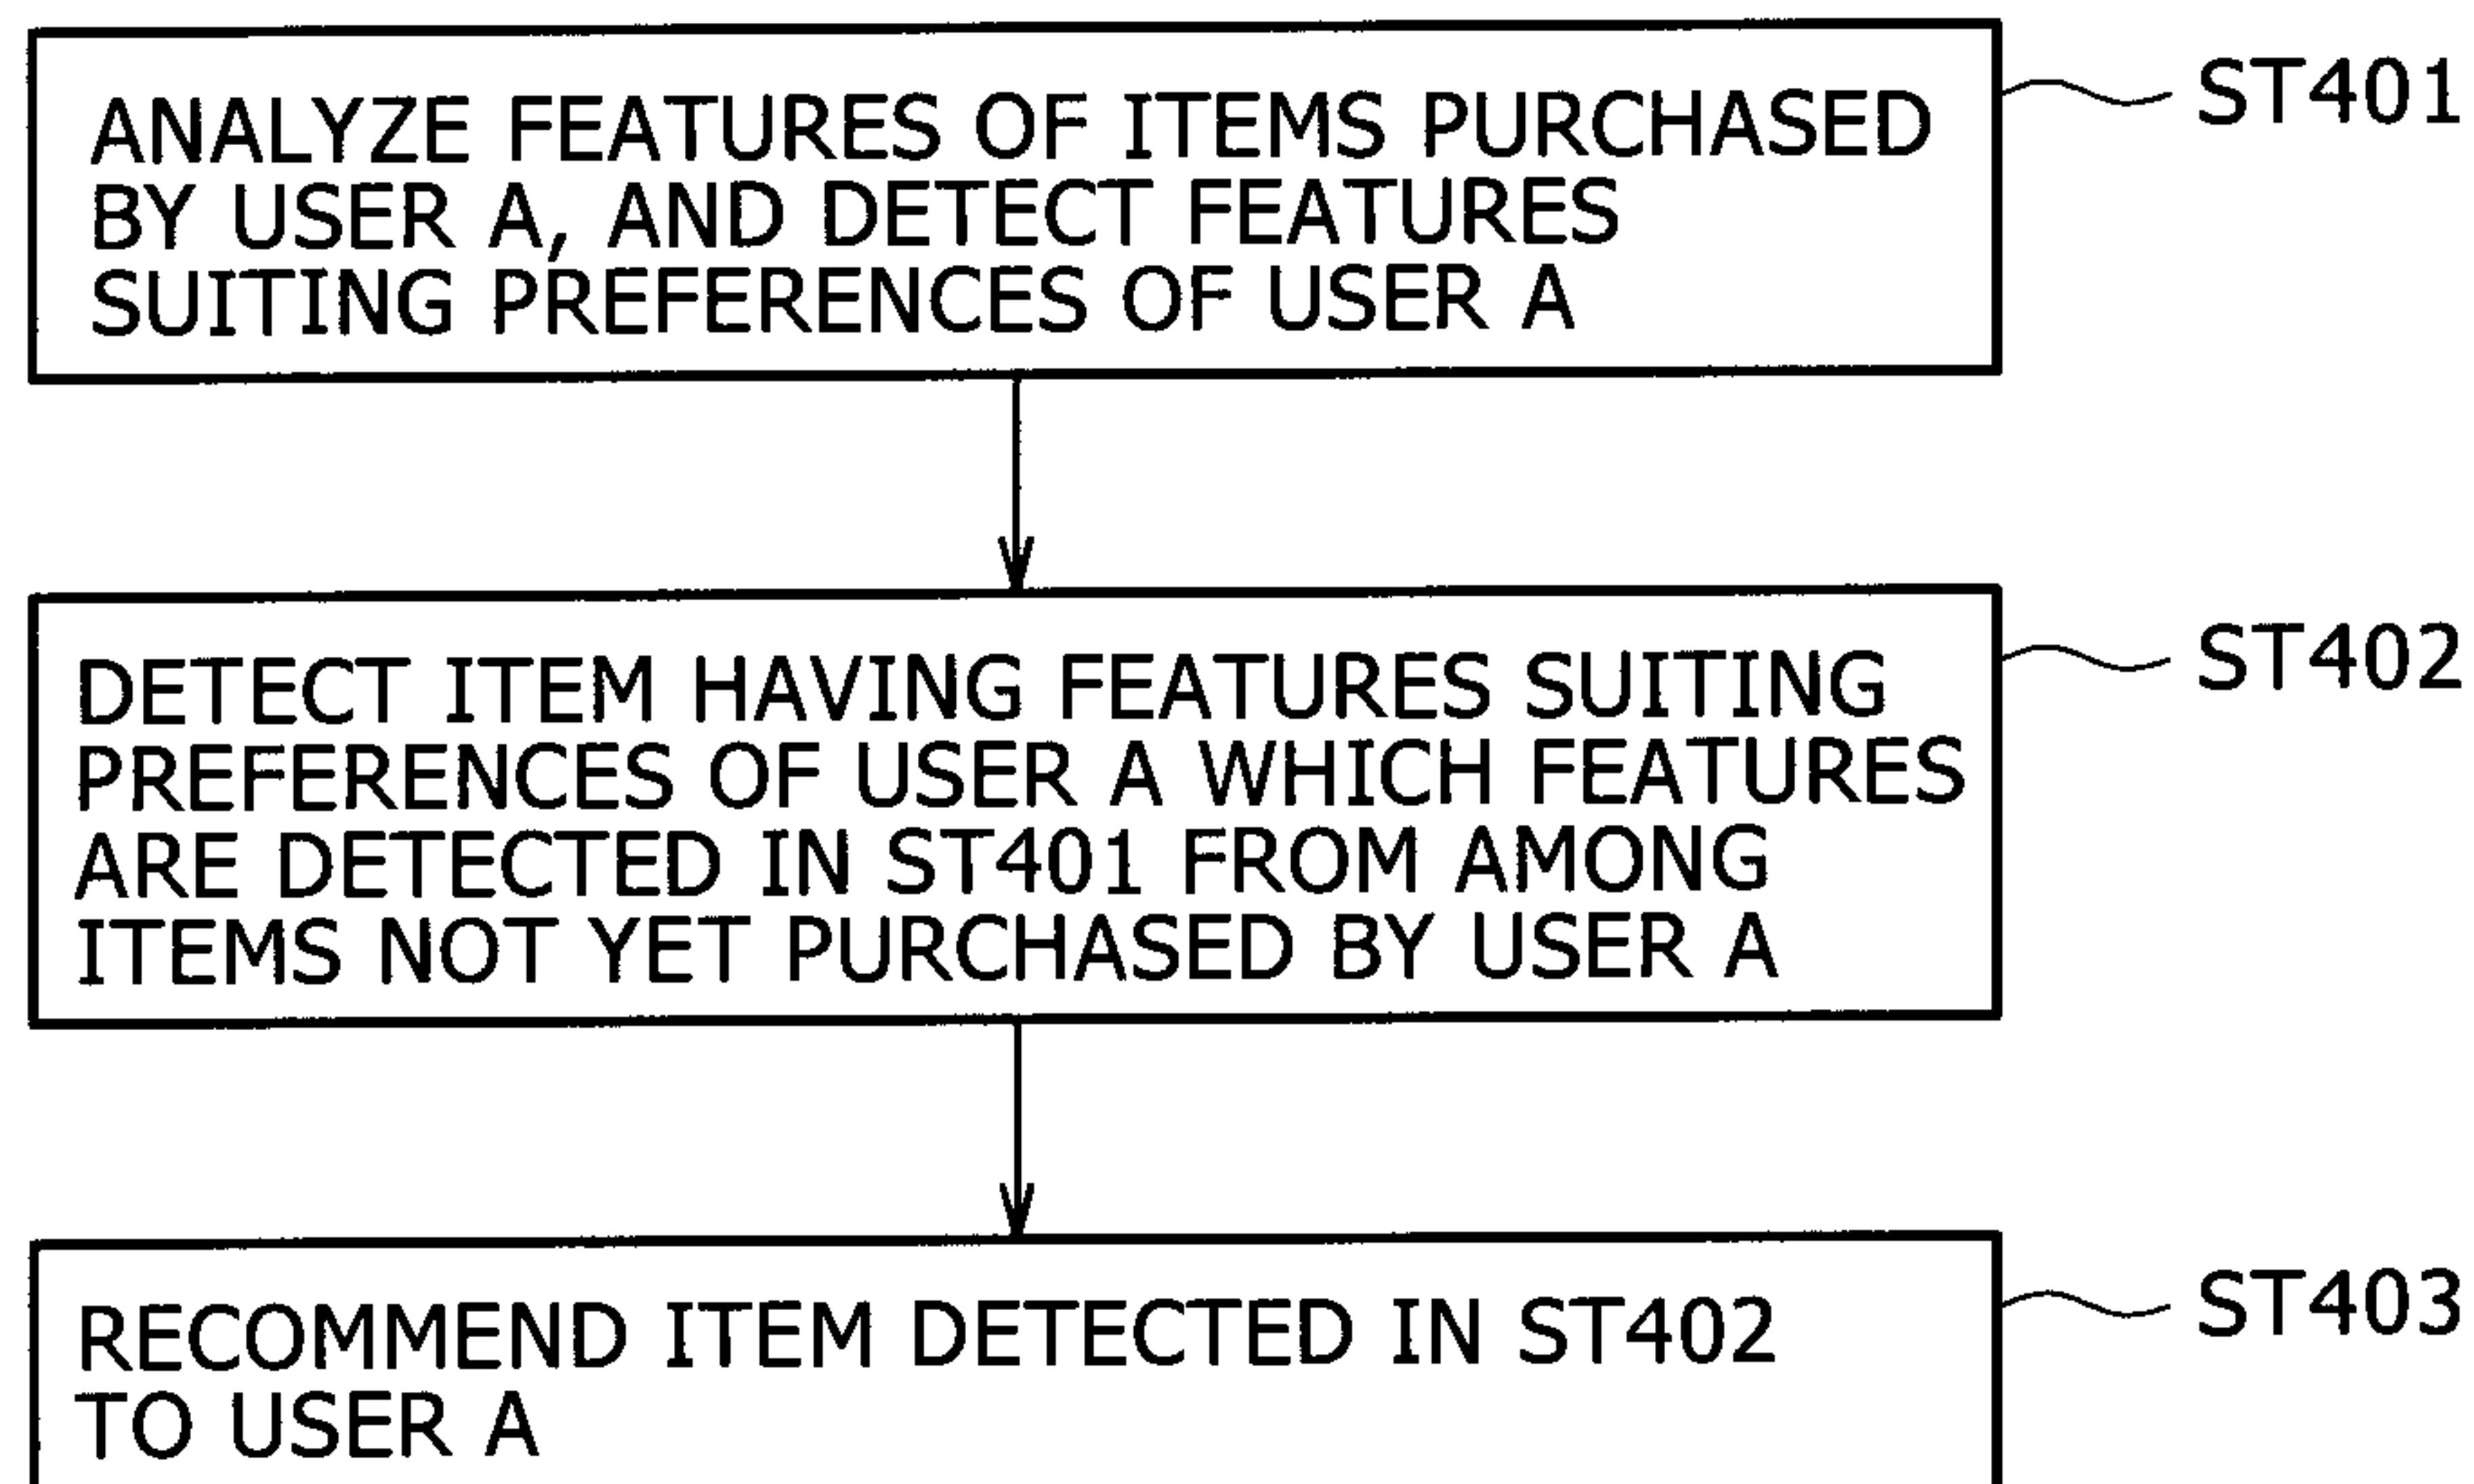 ANALYZE FEATURES OF ITEMS PURCHASED
BY USER A, AND DETECT FEATURES
SUITING PREFERENCES OF USER A
ST401
DETECT ITEM HAVING FEATURES SUITING
PREFERENCES OF USER A WHICH FEATURES
ARE DETECTED IN ST401 FROM AMONG
ITEMS NOT YET PURCHASED BY USER A
ST402
RECOMMEND ITEM DETECTED IN ST402
TO USER A
ST403